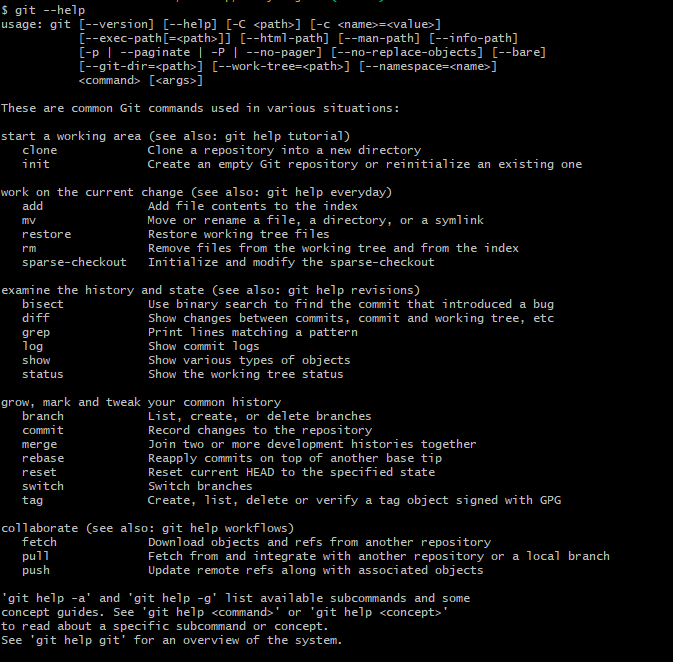 $ git --help
usage: git [--version] [--help] [-C <path>] [-c <name>=<value>]
           [--exec-path[=<path>]] [--html-path] [--man-path] [--info-path]
           [-p | --paginate | -P | --no-pager] [--no-replace-objects] [--bare]
           [--git-dir=<path>] [--work-tree=<path>] [--namespace=<name>]
           <command> [<args>]

These are common Git commands used in various situations:

start a working area (see also: git help tutorial)
   clone             Clone a repository into a new directory
   init              Create an empty Git repository or reinitialize an existing one

work on the current change (see also: git help everyday)
   add               Add file contents to the index
   mv                Move or rename a file, a directory, or a symlink
   restore           Restore working tree files
   rm                Remove files from the working tree and from the index
   sparse-checkout   Initialize and modify the sparse-checkout

examine the history and state (see also: git help revisions)
   bisect            Use binary search to find the commit that introduced a bug
   diff              Show changes between commits, commit and working tree, etc
   grep              Print lines matching a pattern
   log               Show commit logs
   show              Show various types of objects
   status            Show the working tree status

grow, mark and tweak your common history
   branch            List, create, or delete branches
   commit            Record changes to the repository
   merge             Join two or more development histories together
   rebase            Reapply commits on top of another base tip
   reset             Reset current HEAD to the specified state
   switch            Switch branches
   tag               Create, list, delete or verify a tag object signed with GPG

collaborate (see also: git help workflows)
   fetch             Download objects and refs from another repository
   pull              Fetch from and integrate with another repository or a local branch
   push              Update remote refs along with associated objects

'git help -a' and 'git help -g' list available subcommands and some
concept guides. See 'git help <command>' or 'git help <concept>'
to read about a specific subcommand or concept.
See 'git help git' for an overview of the system.